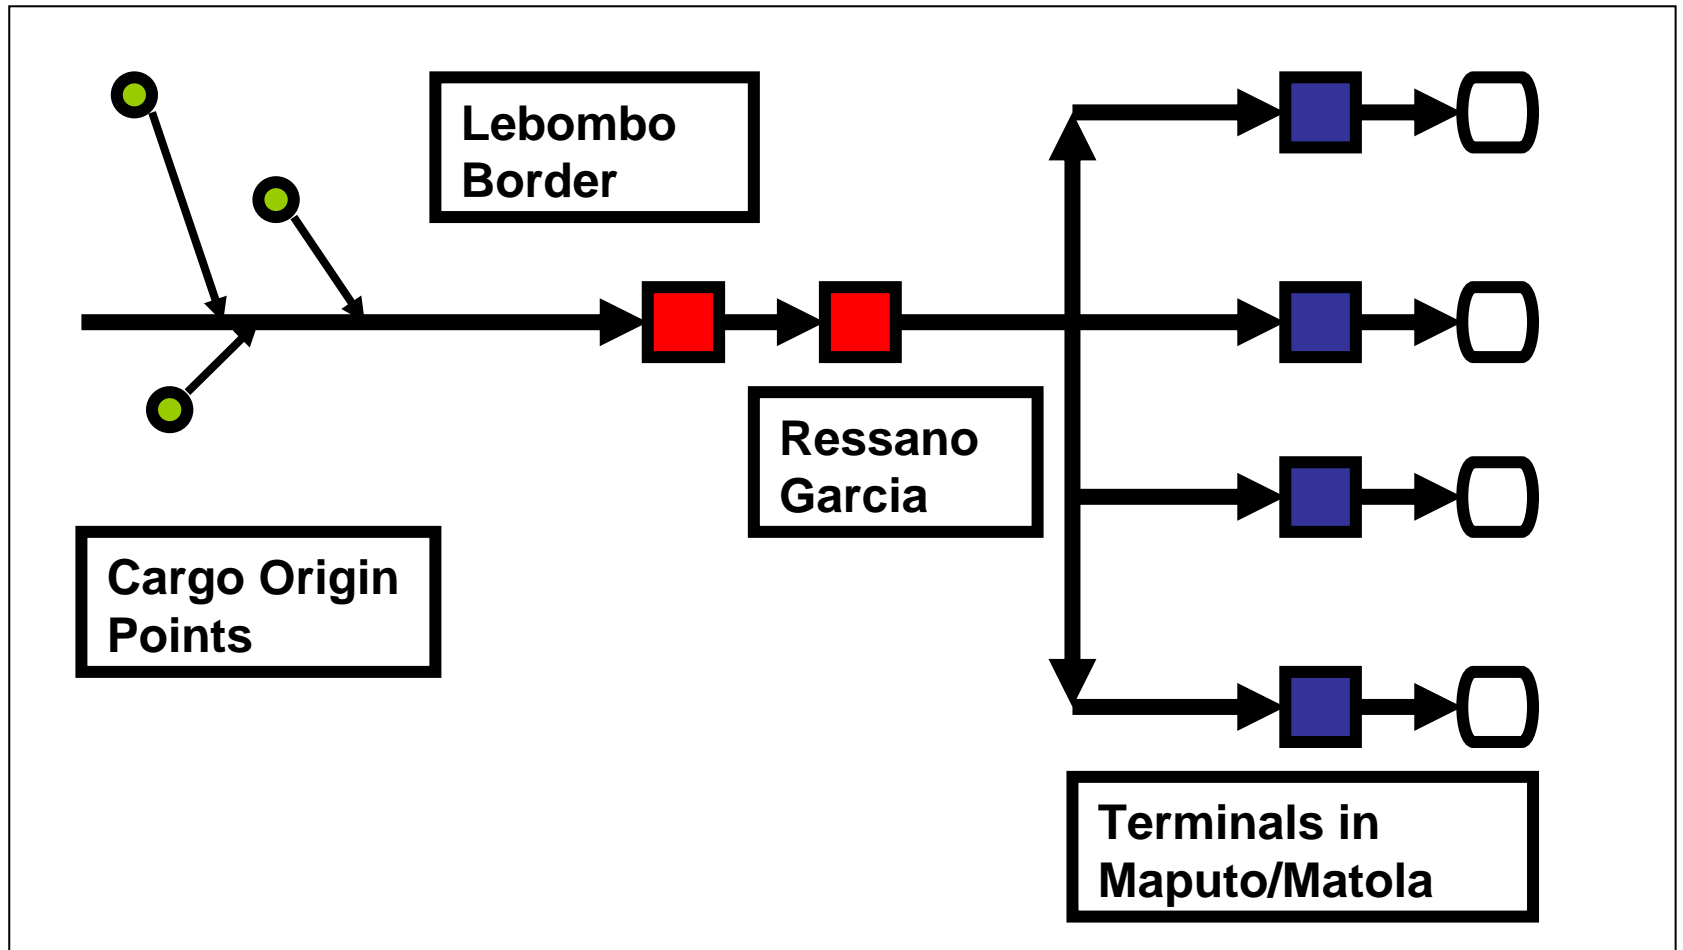 Lebombo
Border
Ressano
Garcia
Cargo Origin
Points
Terminals in
Maputo/Matola